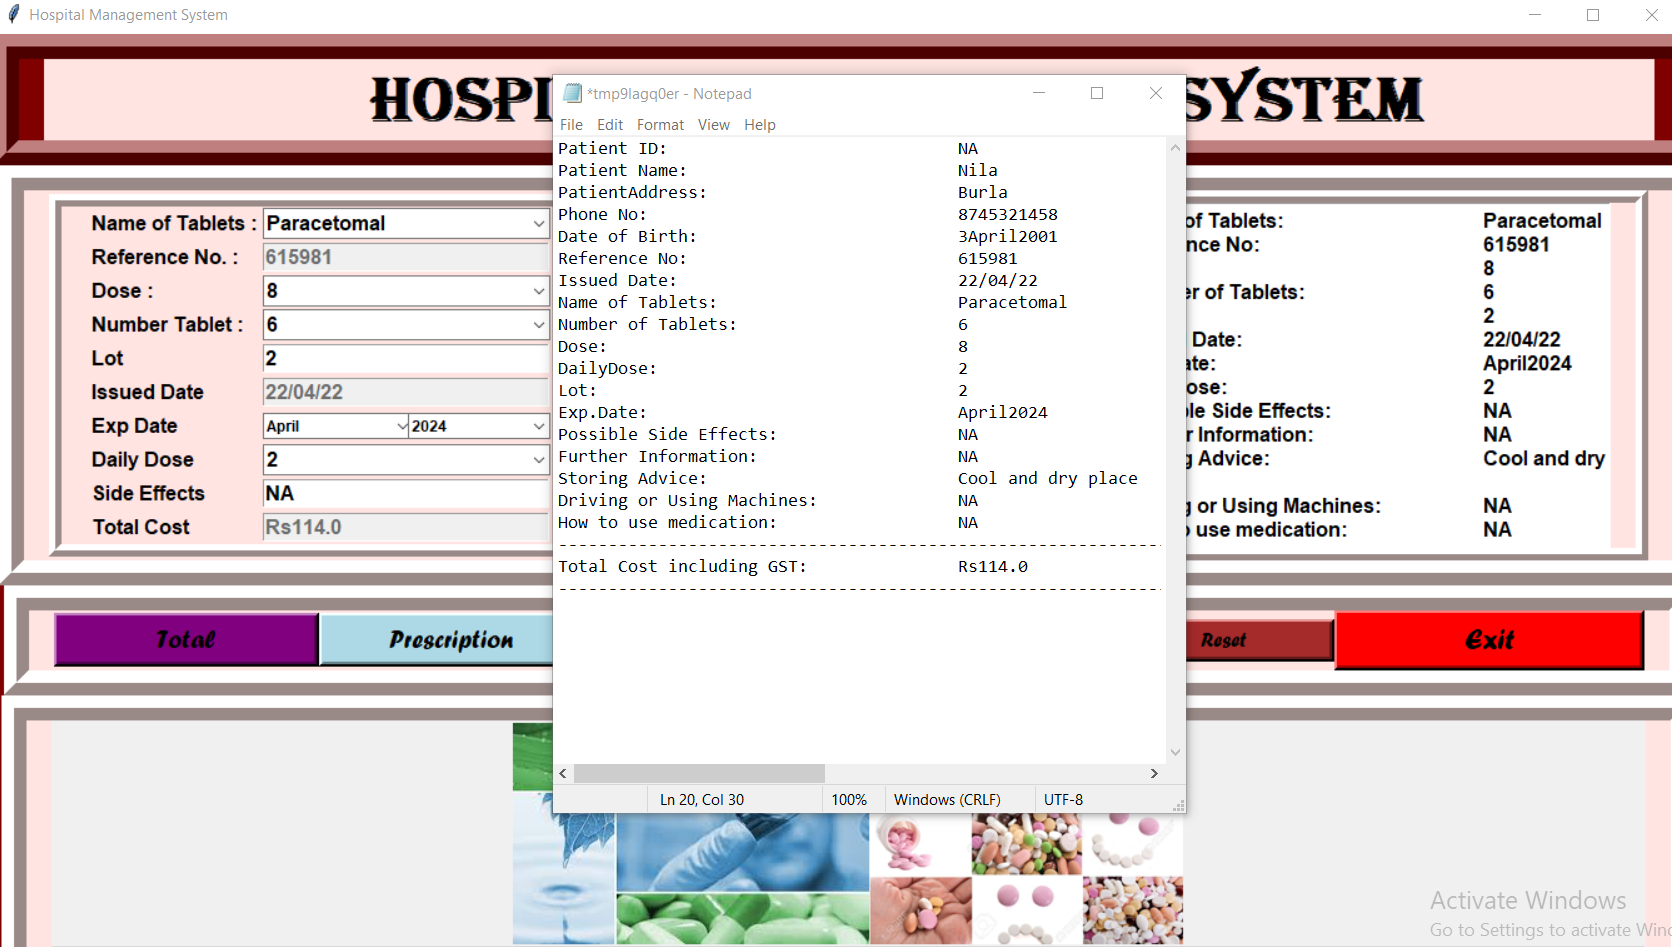 Hospital Management System
HOSPI
SYSTEM
*tmp9lagq0er - Notepad
File Edit Format View Help
Patient ID: NA
Patient Name: Nila
PatientAddress: Burla
Phone No: 8745321458
Date of Birth: 3April2001
Reference No: 615981
Issued Date: 22/04/22
Name of Tablets: Paracetomal
Number of Tablets: 6
Dose: 8
DailyDose: 2
Lot: 2
Exp.Date: April2024
Possible Side Effects: NA
Further Information: NA
Storing Advice: Cool and dry place
Driving or Using Machines: NA
How to use medication: NA
Total Cost including GST: Rs114.0
Ln 20, Col 30 100% Windows (CRLF) UTF-8
Name of Tablets : Paracetomal
Reference No. : 615981
Dose : 8
Number Tablet : 6
Lot 2
Issued Date 22/04/22
Exp Date April 2024
Daily Dose 2
Side Effects NA
Total Cost Rs114.0
of Tablets: Paracetomal
nce No: 615981
8
er of Tablets: 6
2
Date: 22/04/22
ate: April2024
ose: 2
le Side Effects: NA
r Information: NA
g Advice: Cool and dry
g or Using Machines: NA
use medication: NA
Total Prescription Reset Exit
Activate Windows
Go to Settings to activate Win